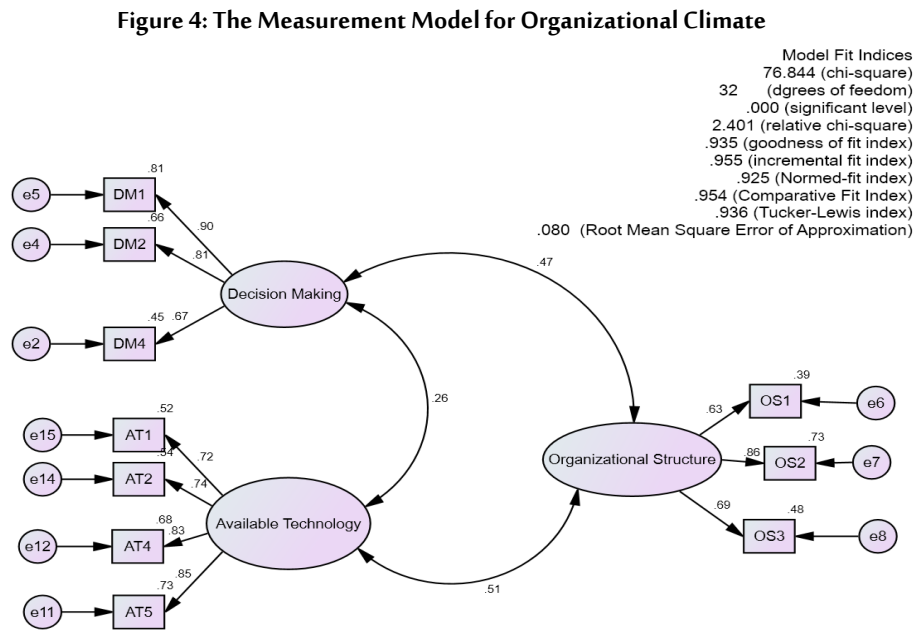 Figure 4: The Measurement Model for Organizational Climate
Model Fit Indices
76.844 (chi-square)
32 (dgrees of feedom)
.000 (significant level)
2.401 (relative chi-square)
.935 (goodness of fit index)
.955 (incremental fit index)
.925 (Normed-fit index)
.954 (Comparative Fit Index)
.936 (Tucker-Lewis index)
.080 (Root Mean Square Error of Approximation)
.81
e5
DM1
.90
.66
e4
DM2
.81
Decision Making
.45
.67
e2
DM4
.47
.26
.52
e15
AT1
.72
.54
e14
AT2
.74
Available Technology
.68
.83
e12
AT4
.85
.73
e11
AT5
.51
Organizational Structure
.39
.63
OS1
e6
.73
.86
OS2
e7
.69
.48
OS3
e8